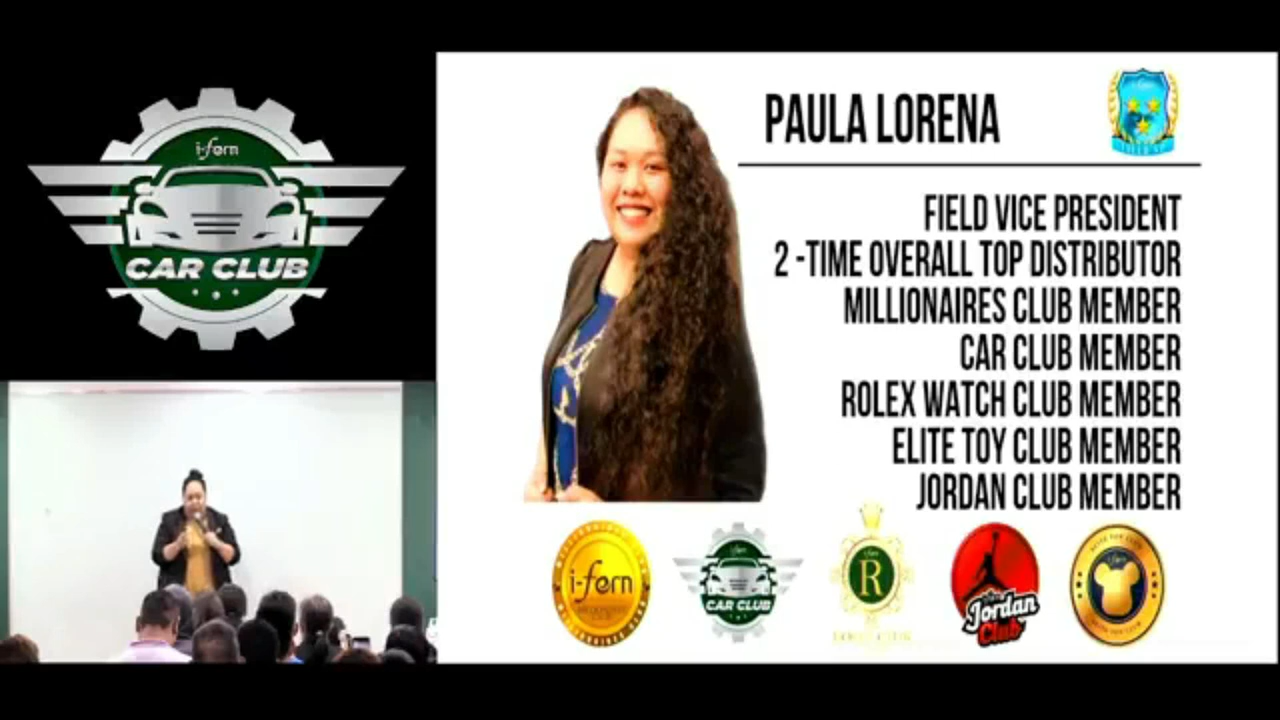 i-fern
CAR CLUB
PAULA LORENA
FIELD VICE PRESIDENT
2 -TIME OVERALL TOP DISTRIBUTOR
MILLIONAIRES CLUB MEMBER
CAR CLUB MEMBER
ROLEX WATCH CLUB MEMBER
ELITE TOY CLUB MEMBER
JORDAN CLUB MEMBER
i-fern
CAR CLUB
R
Jordan
Club